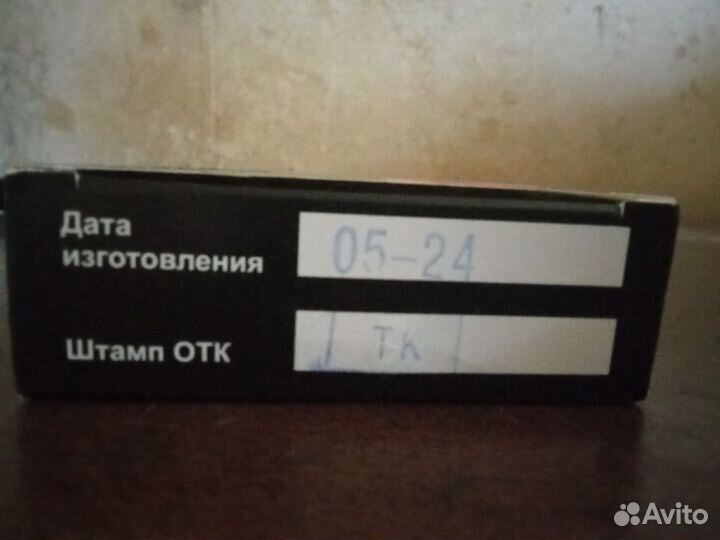 Дата
изготовления
05-24
Штамп ОТК
ТК
Avito